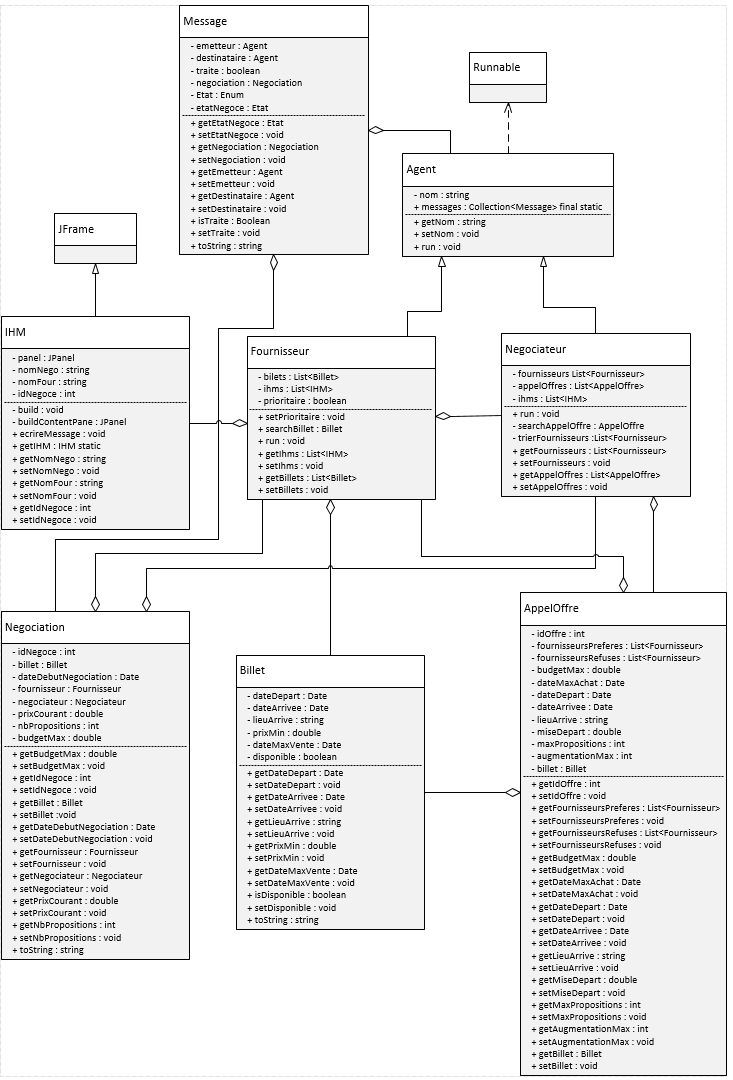 Message
- emetteur : Agent
- destinataire : Agent
- traite : boolean
- negociation : Negociation
- Etat : Enum
- etatNegoce : Etat
+ getEtatNegoce : Etat
+ setEtatNegoce : void
+ getNegociation : Negociation
+ setNegociation : void
+ getEmetteur : Agent
+ setEmetteur : void
+ getDestinataire : Agent
+ setDestinataire : void
+ isTraite : Boolean
+ setTraite : void
+ toString : string
Runnable
Agent
- nom : string
+ messages : Collection<Message> final static
+ getNom : string
+ setNom : void
+ run : void
JFrame
IHM
- panel : JPanel
- nomNego : string
- nomFour : string
- idNegoce : int
- build : void
- buildContentPane : JPanel
+ ecrireMessage : void
+ getIHM : IHM static
+ getNomNego : string
+ setNomNego : void
+ getNomFour : string
+ setNomFour : void
+ getIdNegoce : int
+ setIdNegoce : void
Fournisseur
- bilets : List<Billet>
- ihms : List<IHM>
- prioritaire : boolean
+ setPrioritaire : void
+ searchBillet : Billet
+ run : void
+ getIhms : List<IHM>
+ setIhms : void
+ getBillets : List<Billet>
+ setBillets : void
Negociateur
- fournisseurs List<Fournisseur>
- appelOffres : List<AppelOffre>
- ihms : List<IHM>
+ run : void
- searchAppelOffre : AppelOffre
- trierFournisseurs :List<Fournisseur>
+ getFournisseurs : List<Fournisseur>
+ setFournisseurs : void
+ getAppelOffres : List<AppelOffre>
+ setAppelOffres : void
Negociation
- idNegoce : int
- billet : Billet
- dateDebutNegociation : Date
- fournisseur : Fournisseur
- negociateur : Negociateur
- prixCourant : double
- nbPropositions : int
- budgetMax : double
+ getBudgetMax : double
+ setBudgetMax : void
+ getIdNegoce : int
+ setIdNegoce : void
+ getBillet : Billet
+ setBillet :void
+ getDateDebutNegociation : Date
+ setDateDebutNegociation : void
+ getFournisseur : Fournisseur
+ setFournisseur : void
+ getNegociateur : Negociateur
+ setNegociateur : void
+ getPrixCourant : double
+ setPrixCourant : void
+ getNbPropositions : int
+ setNbPropositions : void
+ toString : string
Billet
- dateDepart : Date
- dateArrivee : Date
- lieuArrive : string
- prixMin : double
- dateMaxVente : Date
- disponible : boolean
+ getDateDepart : Date
+ setDateDepart : void
+ getDateArrivee : Date
+ setDateArrivee : void
+ getLieuArrive : string
+ setLieuArrive : void
+ getPrixMin : double
+ setPrixMin : void
+ getDateMaxVente : Date
+ setDateMaxVente : void
+ isDisponible : boolean
+ setDisponible : void
+ toString : string
AppelOffre
- idOffre : int
- fournisseursPreferes : List<Fournisseur>
- fournisseursRefuses : List<Fournisseur>
- budgetMax : double
- dateMaxAchat : Date
- dateDepart : Date
- dateArrivee : Date
- lieuArrive : string
- miseDepart : double
- maxPropositions : int
- augmentationMax : int
- billet : Billet
+ getIdOffre : int
+ setIdOffre : void
+ getFournisseursPreferes : List<Fournisseur>
+ setFournisseursPreferes : void
+ getFournisseursRefuses : List<Fournisseur>
+ setFournisseursRefuses : void
+ getBudgetMax : double
+ setBudgetMax : void
+ getDateMaxAchat : Date
+ setDateMaxAchat : void
+ getDateDepart : Date
+ setDateDepart : void
+ getDateArrivee : Date
+ setDateArrivee : void
+ getLieuArrive : string
+ setLieuArrive : void
+ getMiseDepart : double
+ setMiseDepart : void
+ getMaxPropositions : int
+ setMaxPropositions : void
+ getAugmentationMax : int
+ setAugmentationMax : void
+ getBillet : Billet
+ setBillet : void